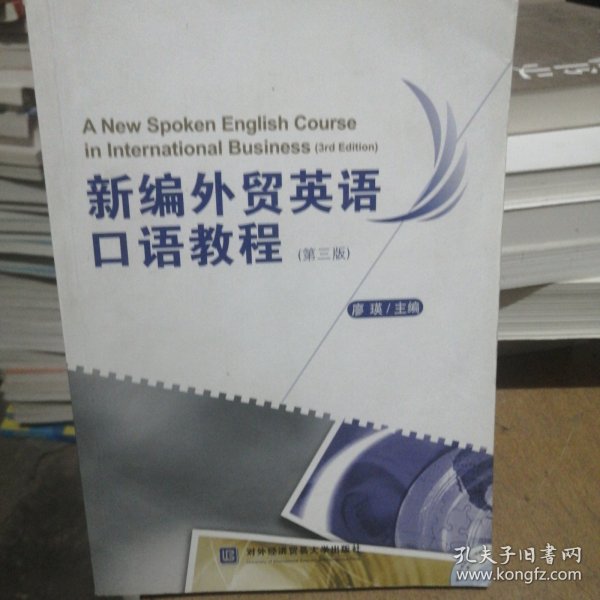 A New Spoken English Course
in International Business (3rd Edition)
新编外贸英语
口语教程 (第三版)
廖 瑛 / 主编
对外经济贸易大学出版社
孔夫子旧书网
www.kongfz.com